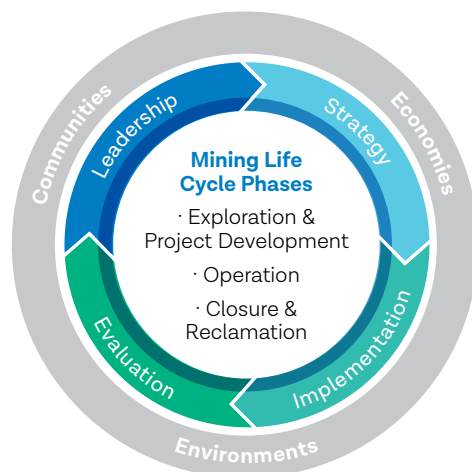 Communities
Economies
Leadership
Strategy
Mining Life
Cycle Phases
· Exploration &
Project Development
· Operation
· Closure &
Reclamation
Evaluation
Implementation
Environments